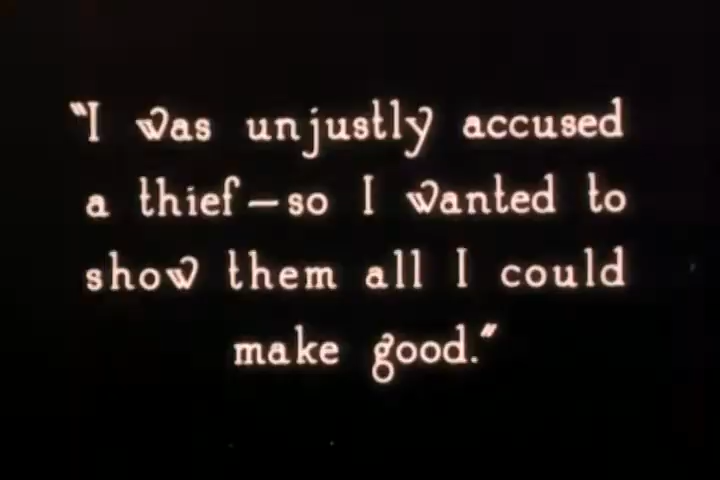 "I was unjustly accused
a thief—so I wanted to
show them all I could
make good."